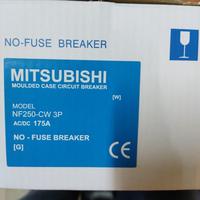 NO-FUSE BREAKER
MITSUBISHI
MOULDED CASE CIRCUIT BREAKER
[W]
MODEL
NF250-CW 3P
AC/DC 175A
NO - FUSE BREAKER
[G]
CE